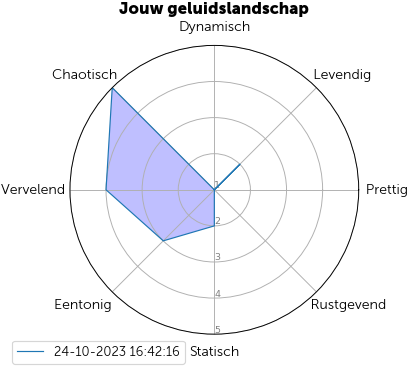 Jouw geluidslandschap
Dynamisch
Chaotisch
Levendig
1
Vervelend
Prettig
2
3
4
Eentonig
Rustgevend
5
24-10-2023 16:42:16
Statisch